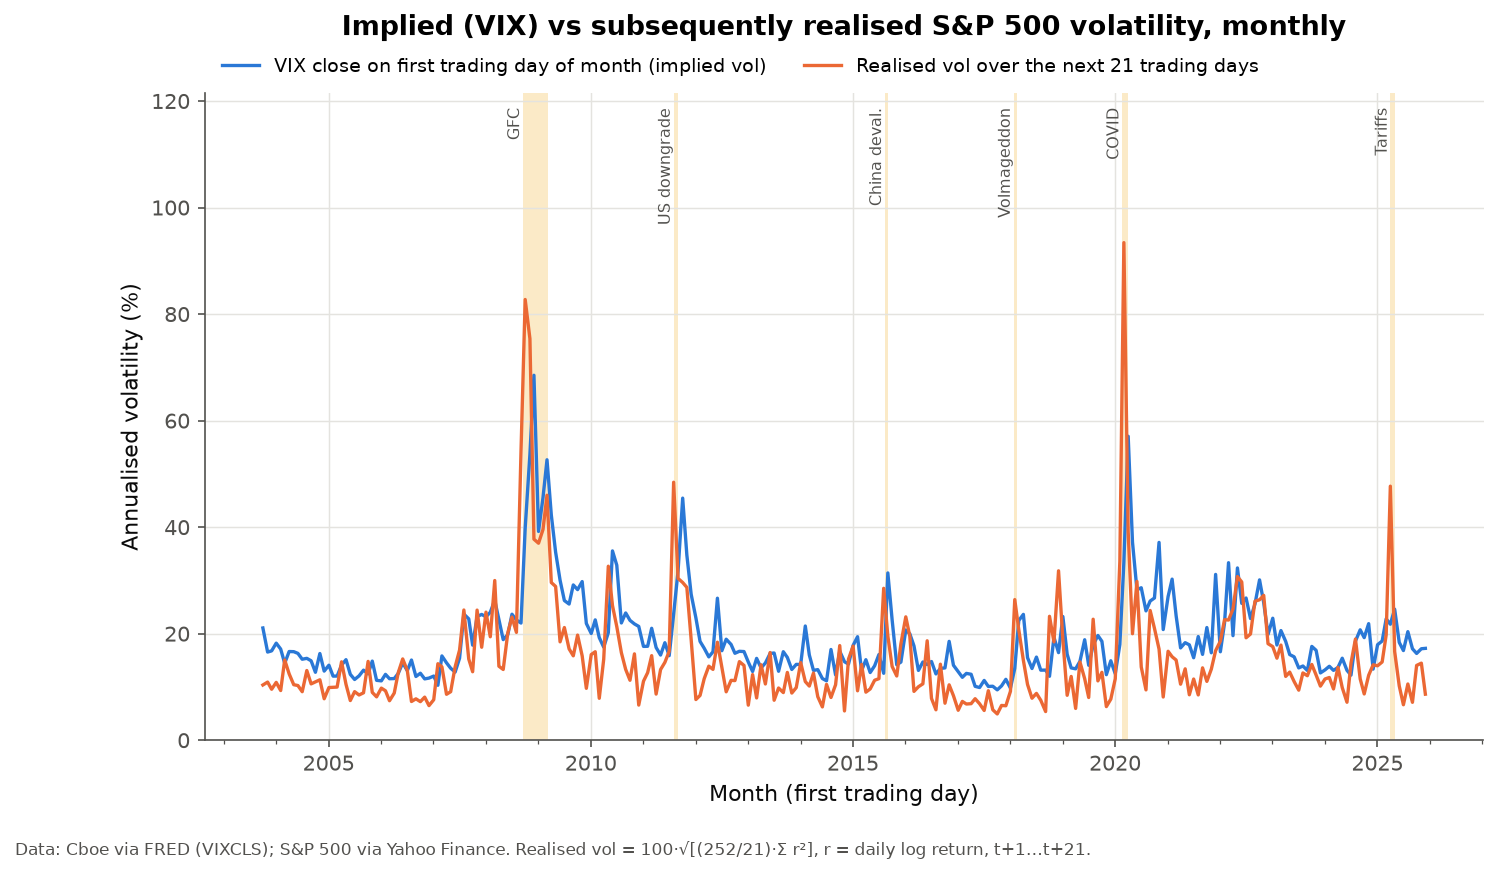 Implied (VIX) vs subsequently realised S&P 500 volatility, monthly
VIX close on first trading day of month (implied vol)
Realised vol over the next 21 trading days
120
100
80
60
40
20
0
Annualised volatility (%)
GFC
US downgrade
China deval.
Volmageddon
COVID
Tariffs
2005
2010
2015
2020
2025
Month (first trading day)
Data: Cboe via FRED (VIXCLS); S&P 500 via Yahoo Finance. Realised vol = 100·√[(252/21)·Σ r²], r = daily log return, t+1…t+21.